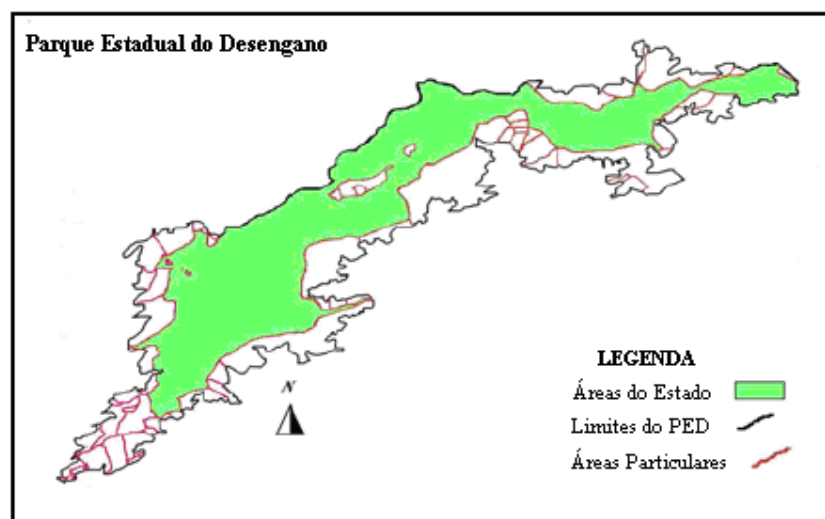 Parque Estadual do Desengano
N
LEGENDA
Áreas do Estado
Limites do PED
Áreas Particulares